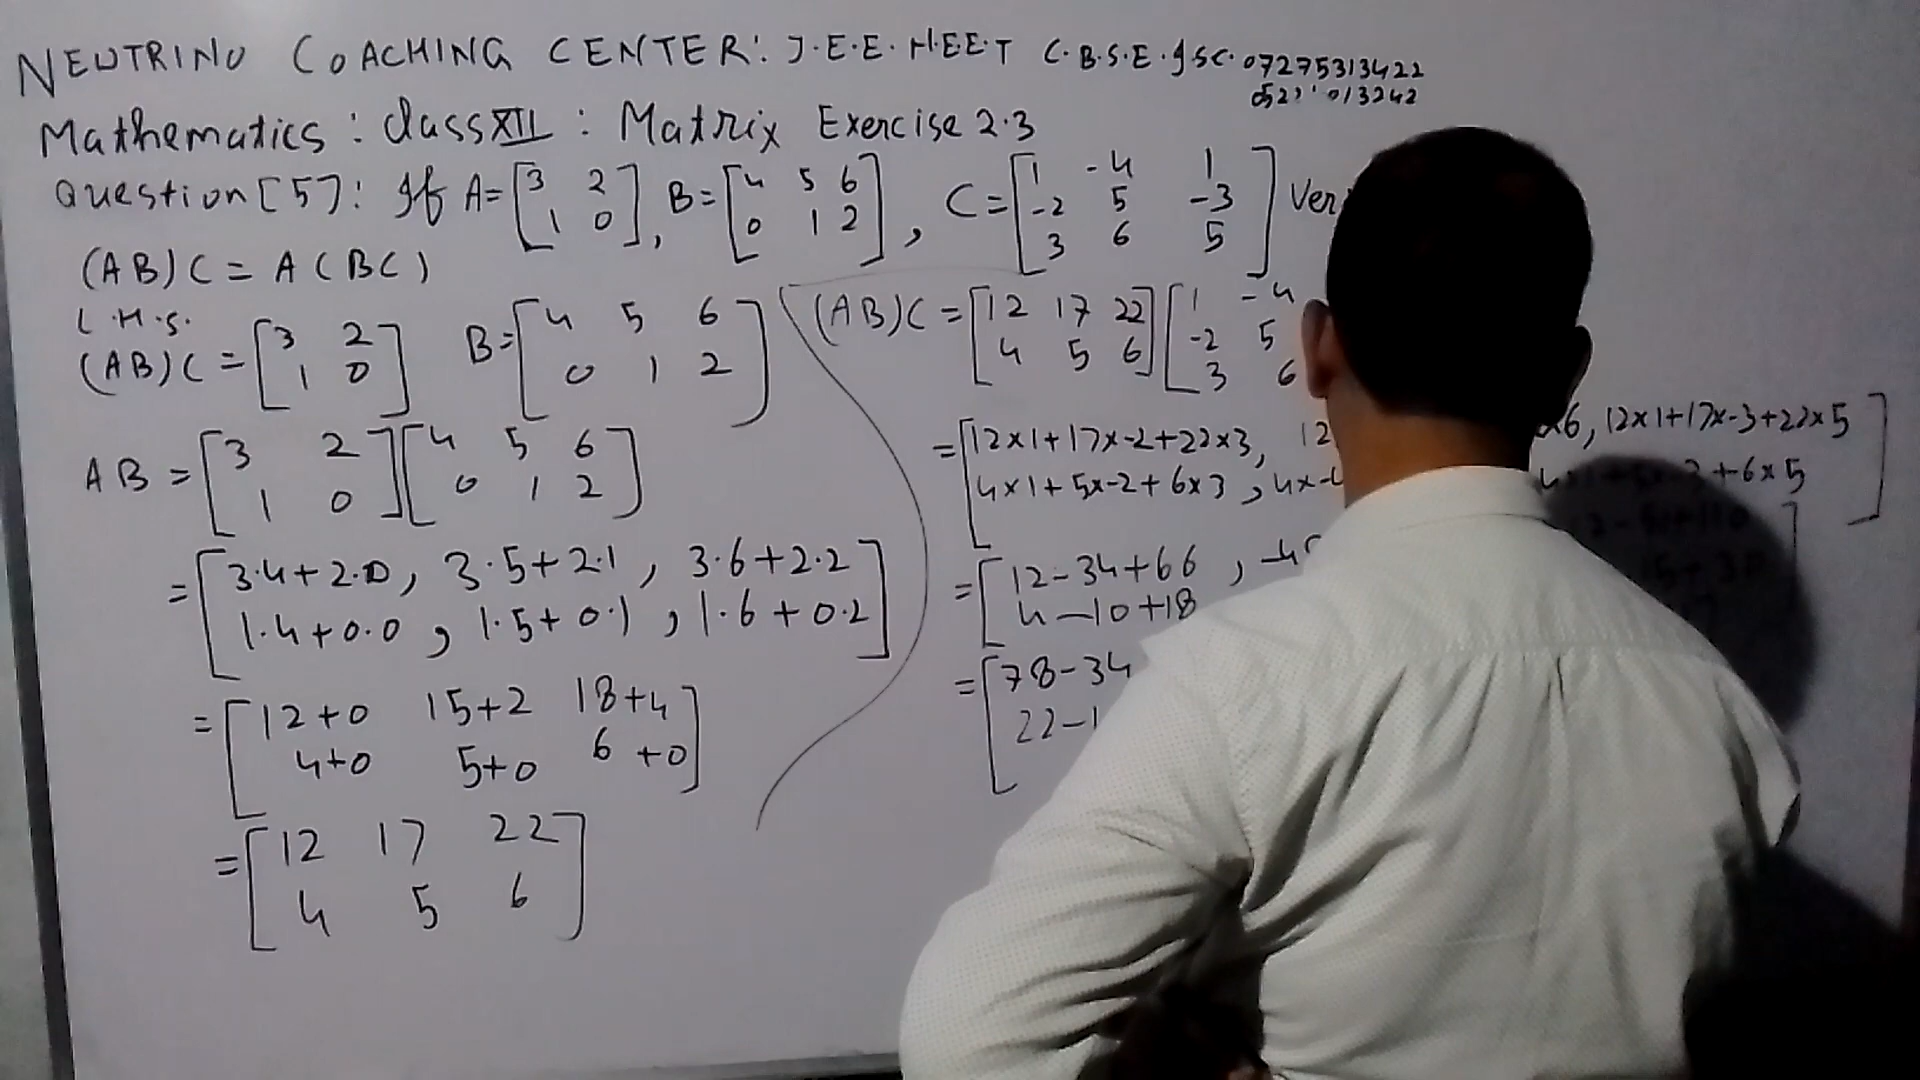 NEUTRINO COACHING CENTER: J.E.E. NEET C.B.S.E. ISC. 07275313422
Mathematics : class XII : Matrix Exercise 2.3
Question [5]: If A = [3 2
1 0], B = [4 5 6
0 1 2], C = [1 -4 1
-2 5 -3
3 6 5]
(AB)C = A(BC)
L.H.S.
(AB)C = [3 2
1 0] B = [4 5 6
0 1 2]
AB = [3 2
1 0] [4 5 6
0 1 2]
= [3.4+2.0, 3.5+2.1, 3.6+2.2
1.4+0.0, 1.5+0.1, 1.6+0.2]
= [12+0 15+2 18+4
4+0 5+0 6+0]
= [12 17 22
4 5 6]
(AB)C = [12 17 22
4 5 6] [1 -4
-2 5
3 6
= [12x1+17x-2+22x3, 12 x6, 12x1+17x-3+22x5]
4x1+5x-2+6x3, 4x-4 +6x5
= [12-34+66,
4-10+18
= [78-34
22-1